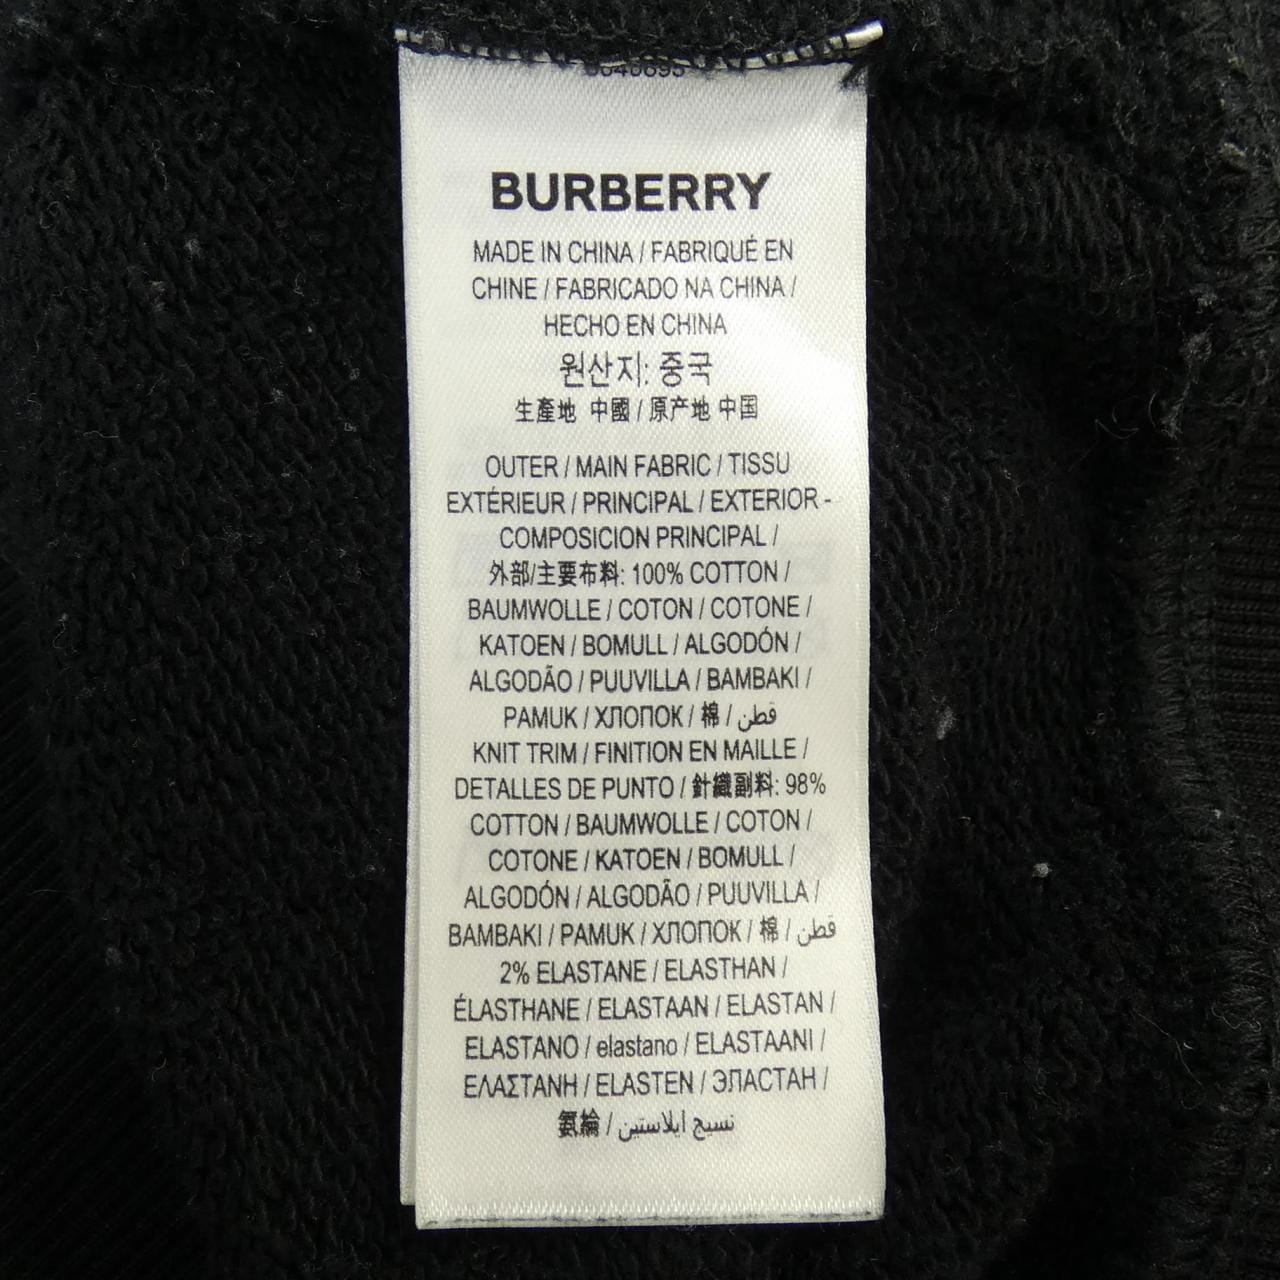 BURBERRY
MADE IN CHINA / FABRIQUÉ EN
CHINE / FABRICADO NA CHINA /
HECHO EN CHINA
원산지: 중국
生產地 中國 / 原产地 中国
OUTER / MAIN FABRIC / TISSU
EXTÉRIEUR / PRINCIPAL / EXTERIOR -
COMPOSICION PRINCIPAL /
外部/主要布料: 100% COTTON /
BAUMWOLLE / COTON / COTONE /
KATOEN / BOMULL / ALGODÓN /
ALGODÃO / PUUVILLA / BAMBAKI /
PAMUK / ХЛОПОК / 棉 / قطن
KNIT TRIM / FINITION EN MAILLE /
DETALLES DE PUNTO / 針織副料: 98%
COTTON / BAUMWOLLE / COTON /
COTONE / KATOEN / BOMULL /
ALGODÓN / ALGODÃO / PUUVILLA /
BAMBAKI / PAMUK / ХЛОПОК / 棉 / قطن
2% ELASTANE / ELASTHAN /
ÉLASTHANE / ELASTAAN / ELASTAN /
ELASTANO / elastano / ELASTAANI /
ΕΛΑΣΤΑΝΗ / ELASTEN / ЭЛАСТАН /
氨綸 / نسيج ايلاستين